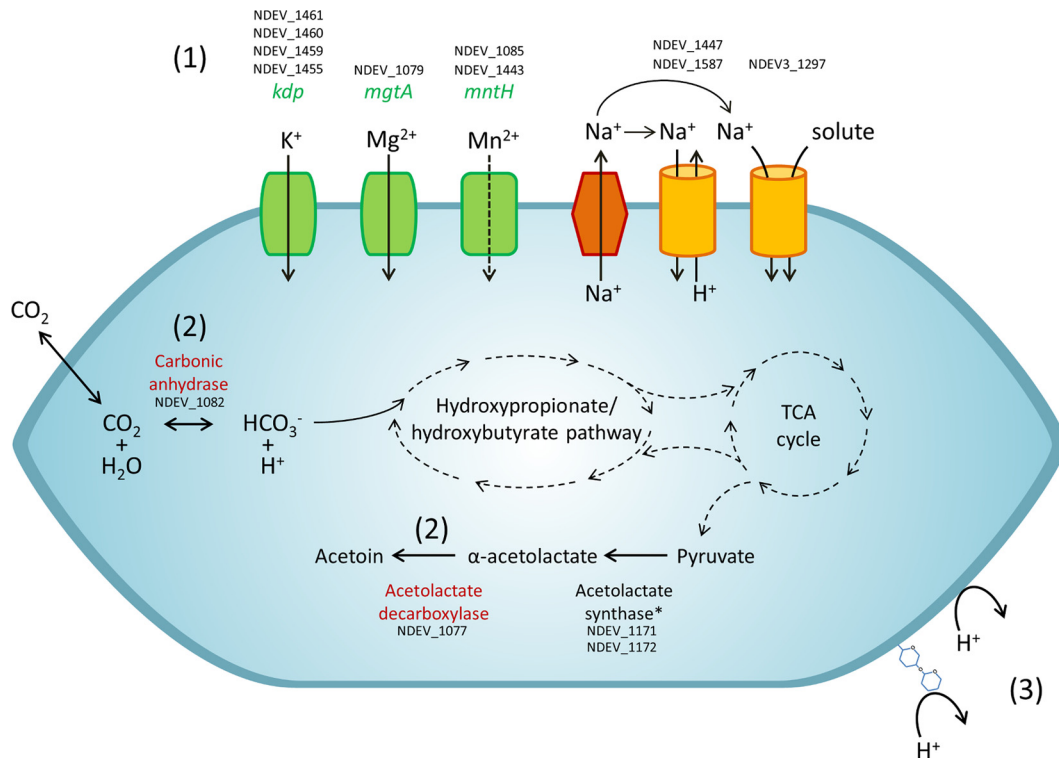 (1)
NDEV_1461
NDEV_1460
NDEV_1459
NDEV_1455
kdp
NDEV_1079
mgtA
NDEV_1085
NDEV_1443
mntH
NDEV_1447
NDEV_1587
NDEV3_1297
K⁺
Mg²⁺
Mn²⁺
Na⁺
Na⁺
Na⁺
solute
Na⁺
H⁺
CO₂
(2)
Carbonic
anhydrase
NDEV_1082
CO₂
+
H₂O
HCO₃⁻
+
H⁺
Hydroxypropionate/
hydroxybutyrate pathway
TCA
cycle
(2)
Acetoin
α-acetolactate
Pyruvate
Acetolactate
decarboxylase
NDEV_1077
Acetolactate
synthase*
NDEV_1171
NDEV_1172
H⁺
O
O
O
(3)
H⁺